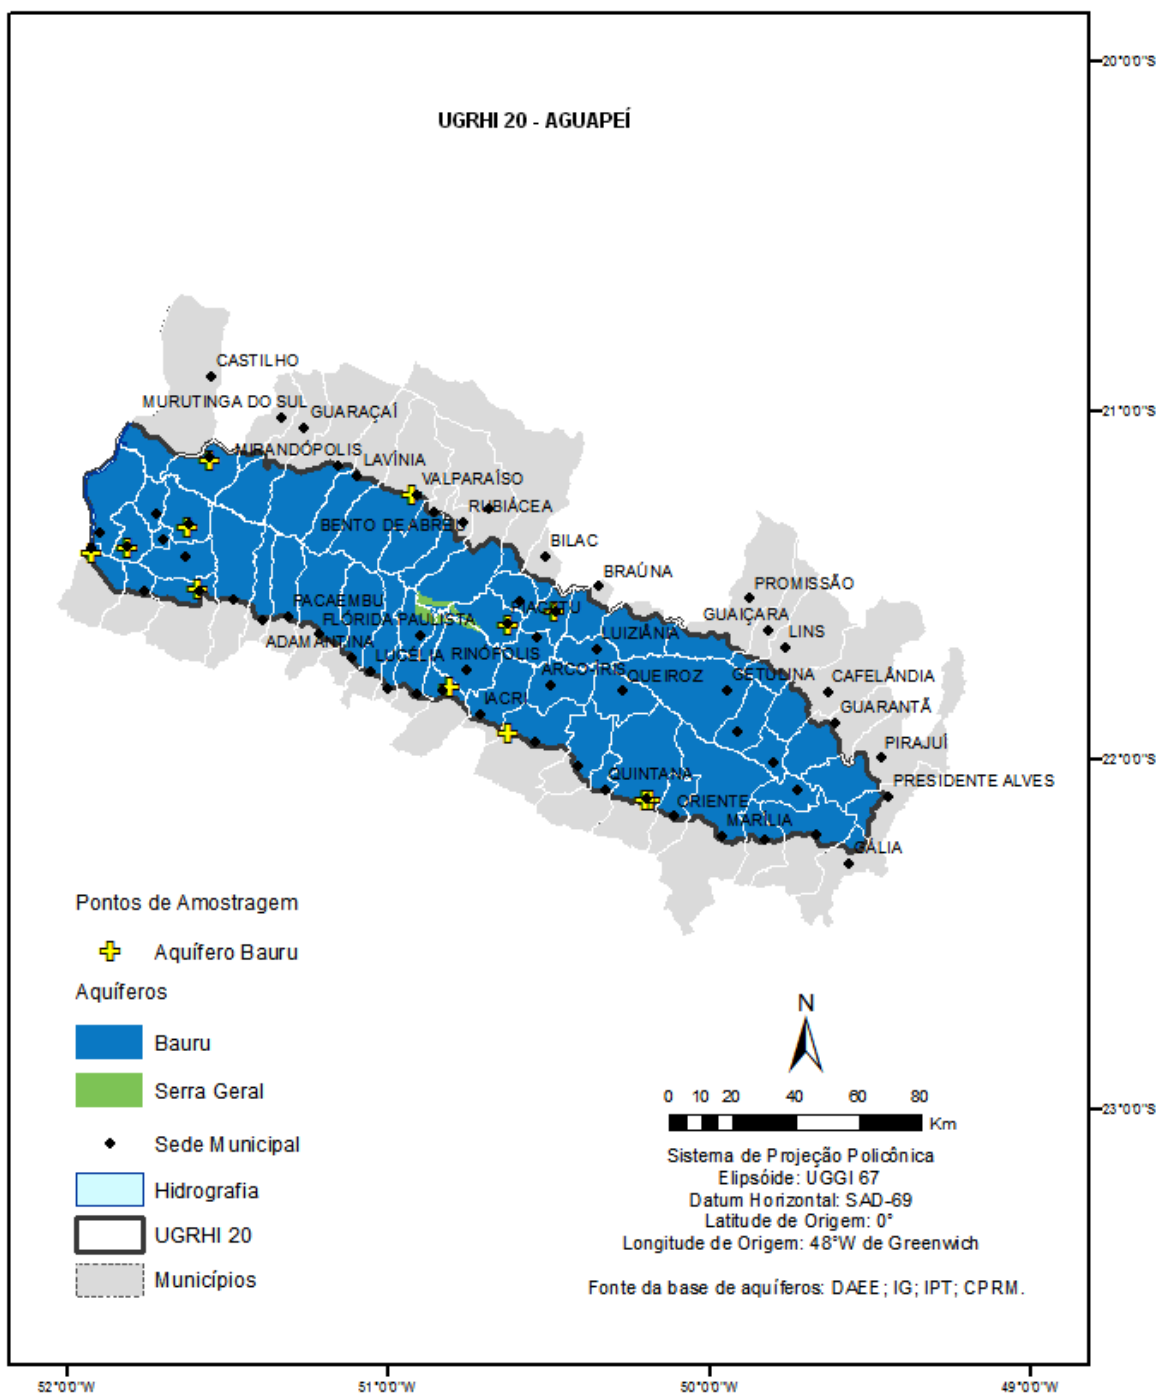 20°0'0"S
UGRHI 20 - AGUAPEÍ
CASTILHO
MURUTINGA DO SUL
GUARAÇAÍ
21°0'0"S
MIRANDÓPOLIS
LAVÍNIA
VALPARAÍSO
RUBIÁCEA
BENTO DE ABREU
BILAC
BRAÚNA
PROMISSÃO
PACAEMBU
PIACATU
GUAIÇARA
FLÓRIDA PAULISTA
LINS
ADAMANTINA
LUIZIÂNIA
LUCÉLIA
RINÓPOLIS
ARCO-ÍRIS
QUEIROZ
GETULINA
CAFELÂNDIA
IACRI
GUARANTÃ
PIRAJUÍ
22°0'0"S
QUINTANA
PRESIDENTE ALVES
ORIENTE
MARÍLIA
GÁLIA
Pontos de Amostragem
Aquífero Bauru
Aquíferos
Bauru
Serra Geral
Sede Municipal
Hidrografia
UGRHI 20
Municípios
N
0 10 20 40 60 80
Km
23°0'0"S
Sistema de Projeção Policônica
Elipsóide: UGGI 67
Datum Horizontal: SAD-69
Latitude de Origem: 0°
Longitude de Origem: 48°W de Greenwich
Fonte da base de aquíferos: DAEE; IG; IPT; CPRM.
52°0'0"W 51°0'0"W 50°0'0"W 49°0'0"W